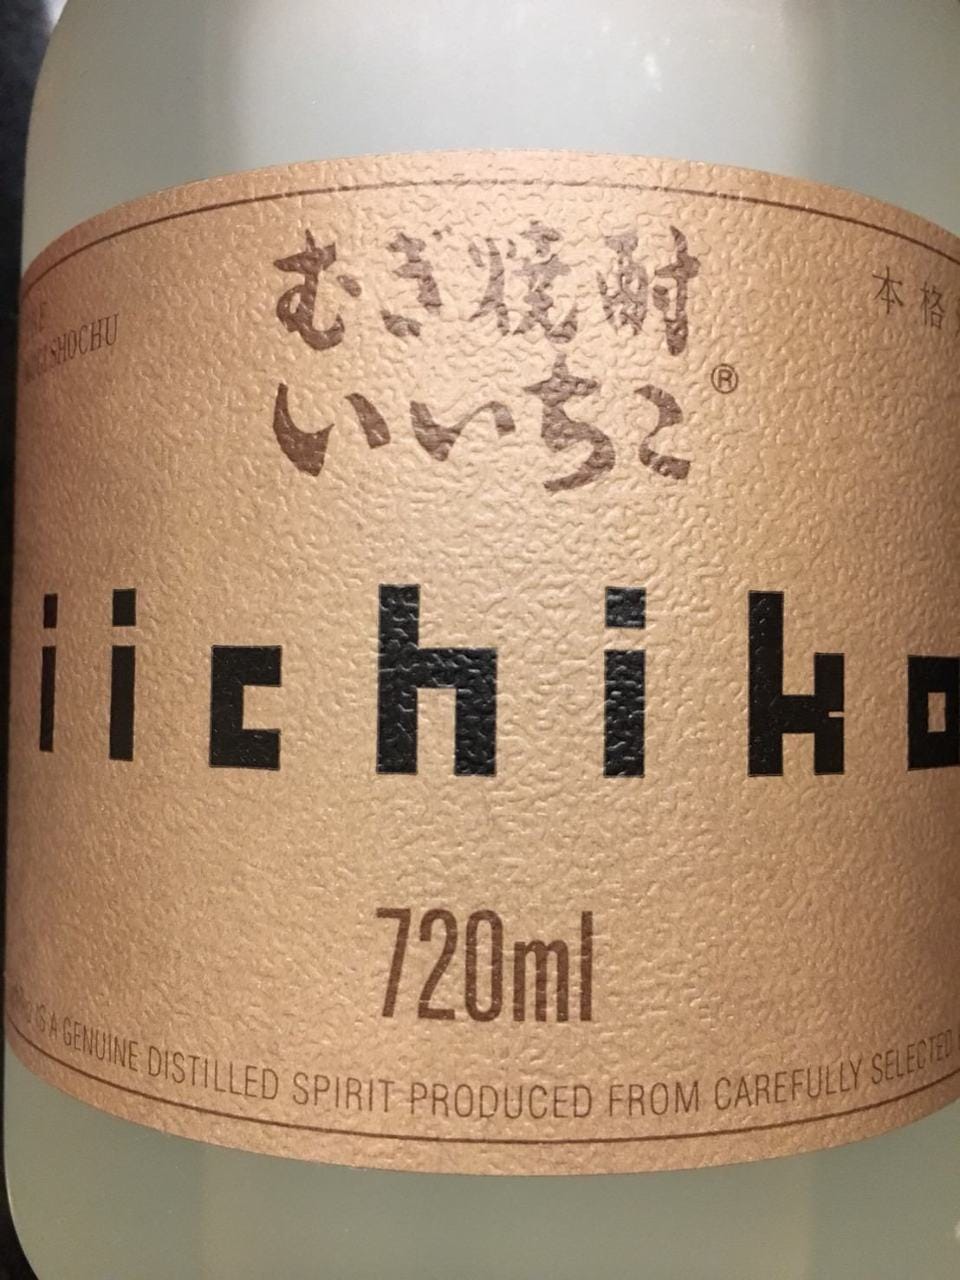 むぎ焼酎
いいちこ®
SHOCHU
本格
iichiko
720ml
IS A GENUINE DISTILLED SPIRIT PRODUCED FROM CAREFULLY SELECTED